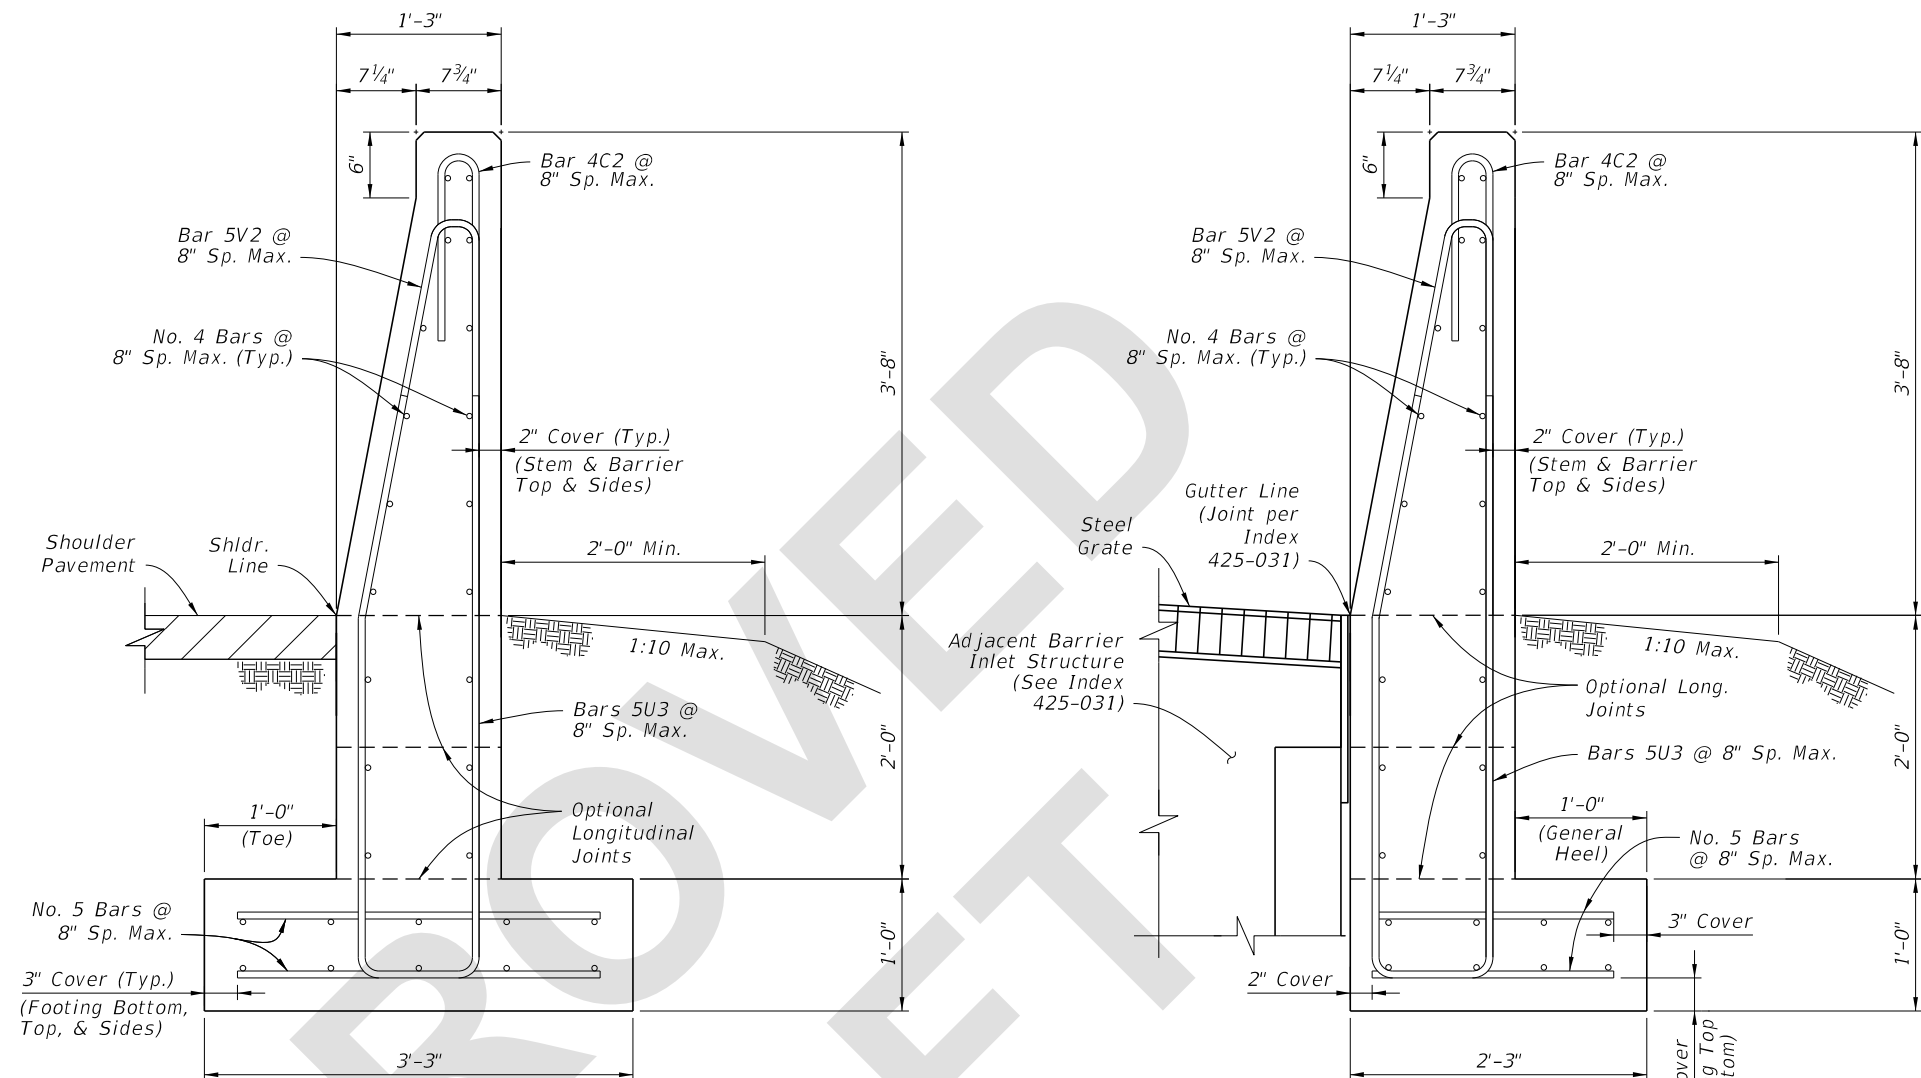 1'-3"
7 1/4" 7 3/4"
6"
Bar 4C2 @
8" Sp. Max.
Bar 5V2 @
8" Sp. Max.
No. 4 Bars @
8" Sp. Max. (Typ.)
3'-8"
2" Cover (Typ.)
(Stem & Barrier
Top & Sides)
Shoulder
Pavement
Shldr.
Line
2'-0" Min.
1:10 Max.
Bars 5U3 @
8" Sp. Max.
2'-0"
1'-0"
(Toe)
Optional
Longitudinal
Joints
No. 5 Bars @
8" Sp. Max.
1'-0"
3" Cover (Typ.)
(Footing Bottom,
Top, & Sides)
3'-3"
1'-3"
7 1/4" 7 3/4"
6"
Bar 4C2 @
8" Sp. Max.
Bar 5V2 @
8" Sp. Max.
No. 4 Bars @
8" Sp. Max. (Typ.)
3'-8"
2" Cover (Typ.)
(Stem & Barrier
Top & Sides)
Gutter Line
(Joint per
Index
425-031)
Steel
Grate
2'-0" Min.
Adjacent Barrier
Inlet Structure
(See Index
425-031)
1:10 Max.
Optional Long.
Joints
Bars 5U3 @ 8" Sp. Max.
2'-0"
1'-0"
(General
Heel)
No. 5 Bars
@ 8" Sp. Max.
3" Cover
1'-0"
2" Cover
2'-3"
Top
ROVED
ET